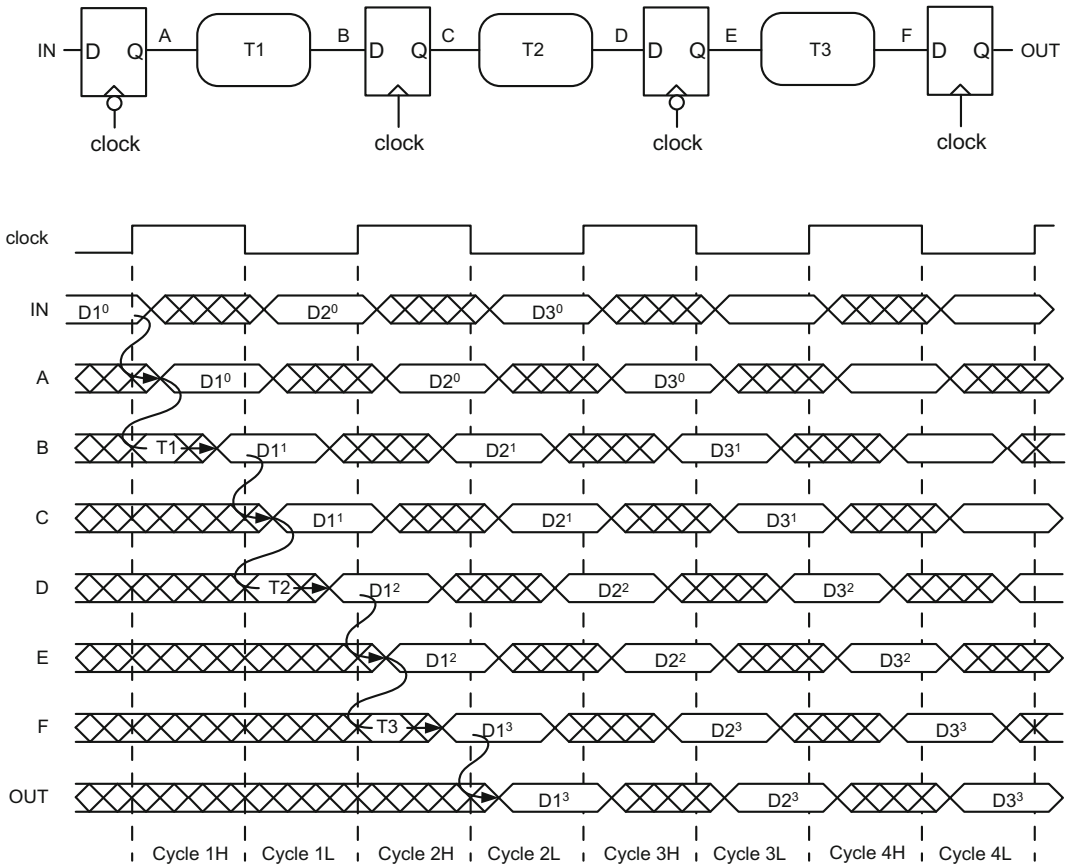 A T1 B C T2 D E T3 F
IN D Q D Q D Q D Q OUT
clock clock clock clock
clock
IN D1⁰ D2⁰ D3⁰
A D1⁰ D2⁰ D3⁰
B T1 D1¹ D2¹ D3¹
C D1¹ D2¹ D3¹
D T2 D1² D2² D3²
E D1² D2² D3²
F T3 D1³ D2³ D3³
OUT D1³ D2³ D3³
Cycle 1H Cycle 1L Cycle 2H Cycle 2L Cycle 3H Cycle 3L Cycle 4H Cycle 4L